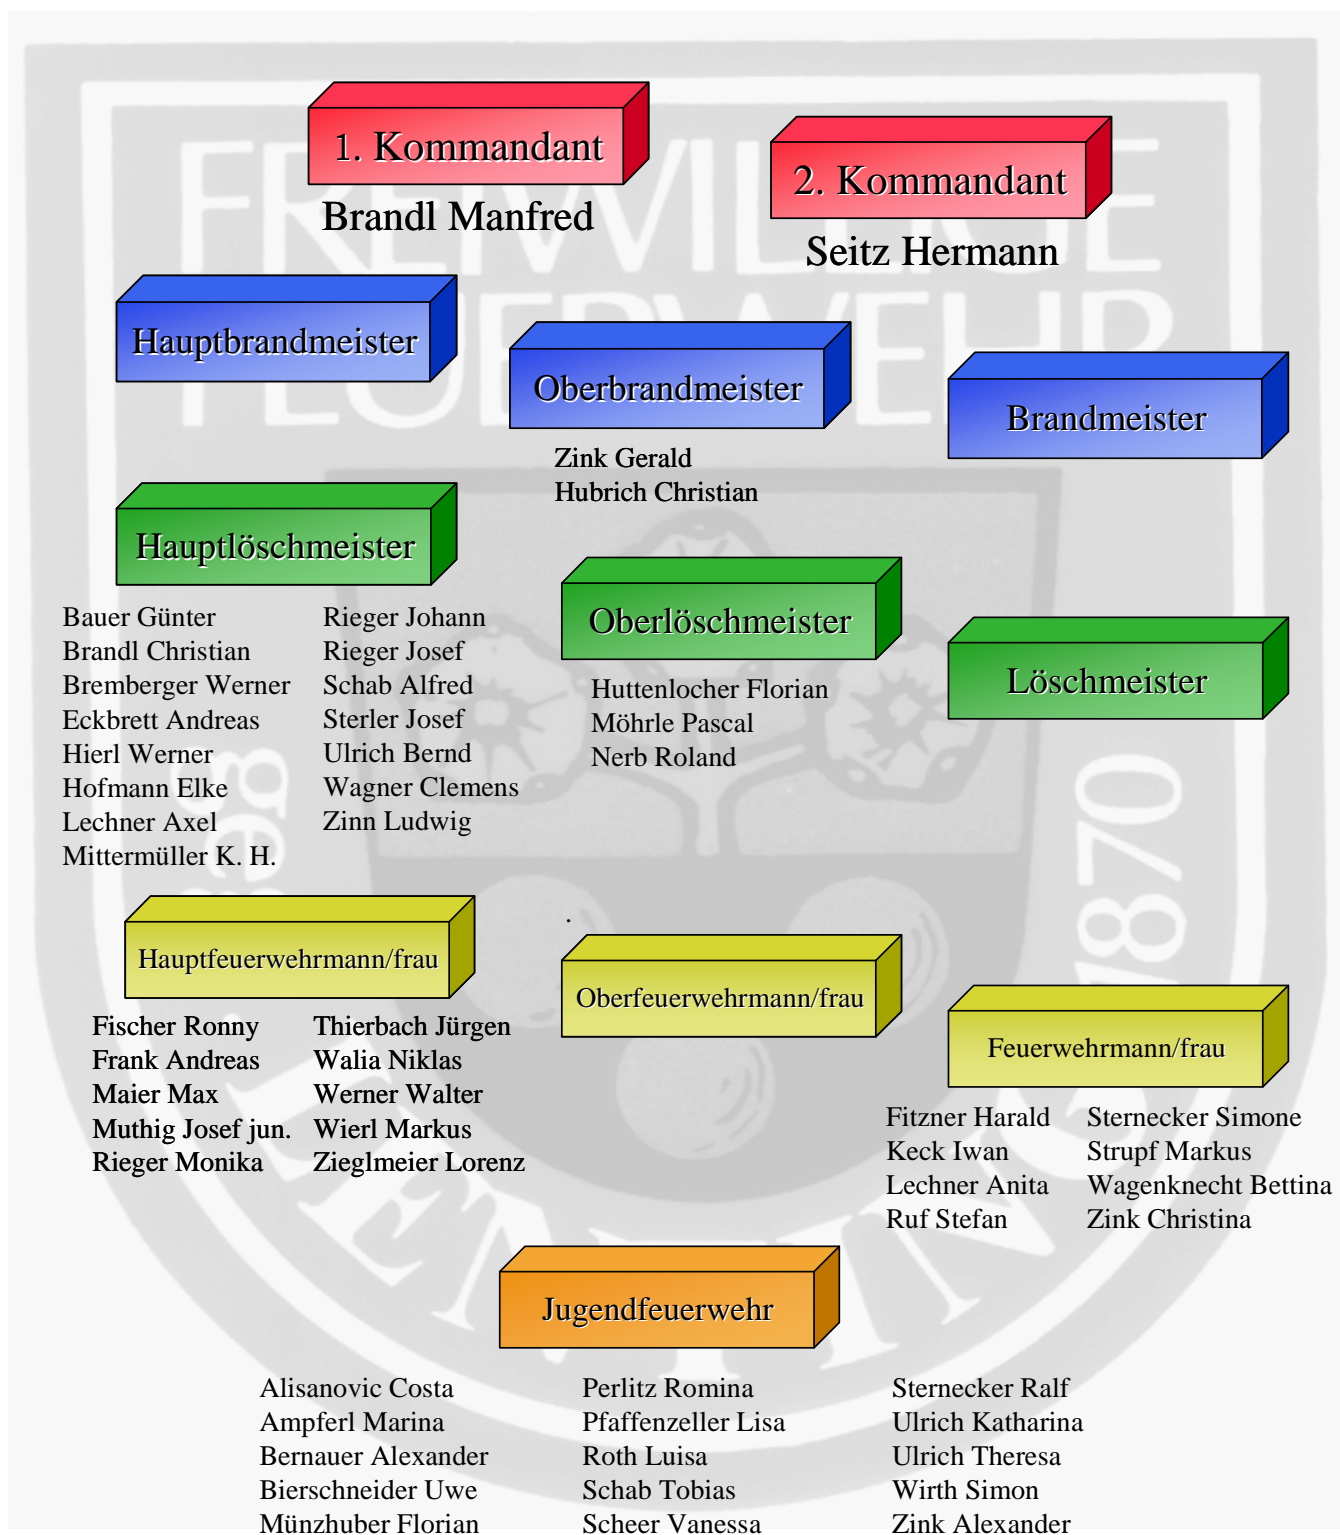 FREIWILLIGE
FEUERWEHR
1. Kommandant
Brandl Manfred
2. Kommandant
Seitz Hermann
Hauptbrandmeister
Oberbrandmeister
Zink Gerald
Hubrich Christian
Brandmeister
Hauptlöschmeister
Bauer Günter
Brandl Christian
Bremberger Werner
Eckbrett Andreas
Hierl Werner
Hofmann Elke
Lechner Axel
Mittermüller K. H.
Rieger Johann
Rieger Josef
Schab Alfred
Sterler Josef
Ulrich Bernd
Wagner Clemens
Zinn Ludwig
Oberlöschmeister
Huttenlocher Florian
Möhrle Pascal
Nerb Roland
Löschmeister
1870
.
Hauptfeuerwehrmann/frau
Fischer Ronny
Frank Andreas
Maier Max
Muthig Josef jun.
Rieger Monika
Thierbach Jürgen
Walia Niklas
Werner Walter
Wierl Markus
Zieglmeier Lorenz
Oberfeuerwehrmann/frau
Feuerwehrmann/frau
Fitzner Harald
Keck Iwan
Lechner Anita
Ruf Stefan
Sternecker Simone
Strupf Markus
Wagenknecht Bettina
Zink Christina
LENTING
Jugendfeuerwehr
Alisanovic Costa
Ampferl Marina
Bernauer Alexander
Bierschneider Uwe
Münzhuber Florian
Perlitz Romina
Pfaffenzeller Lisa
Roth Luisa
Schab Tobias
Scheer Vanessa
Sternecker Ralf
Ulrich Katharina
Ulrich Theresa
Wirth Simon
Zink Alexander